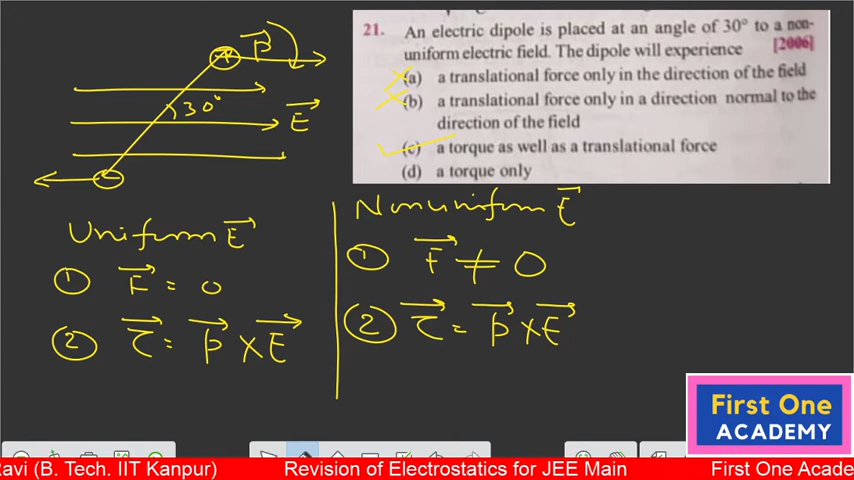 P
30°
E
21. An electric dipole is placed at an angle of 30° to a non-
uniform electric field. The dipole will experience [2006]
(a) a translational force only in the direction of the field
(b) a translational force only in a direction normal to the
direction of the field
(c) a torque as well as a translational force
(d) a torque only
Uniform E
① F = 0
② τ = p × E
Nonuniform E
① F ≠ 0
② τ = p × E
First One
ACADEMY
Ravi (B. Tech. IIT Kanpur) Revision of Electrostatics for JEE Main First One Acade